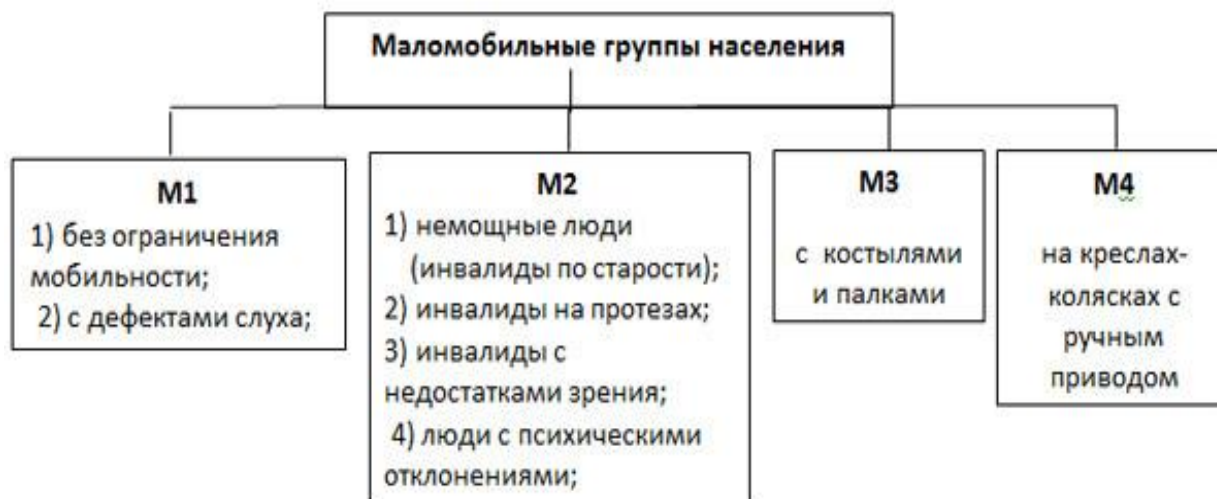 Маломобильные группы населения
М1
1) без ограничения
мобильности;
2) с дефектами слуха;
М2
1) немощные люди
(инвалиды по старости);
2) инвалиды на протезах;
3) инвалиды с
недостатками зрения;
4) люди с психическими
отклонениями;
М3
с костылями
и палками
М4
на креслах-
колясках с
ручным
приводом